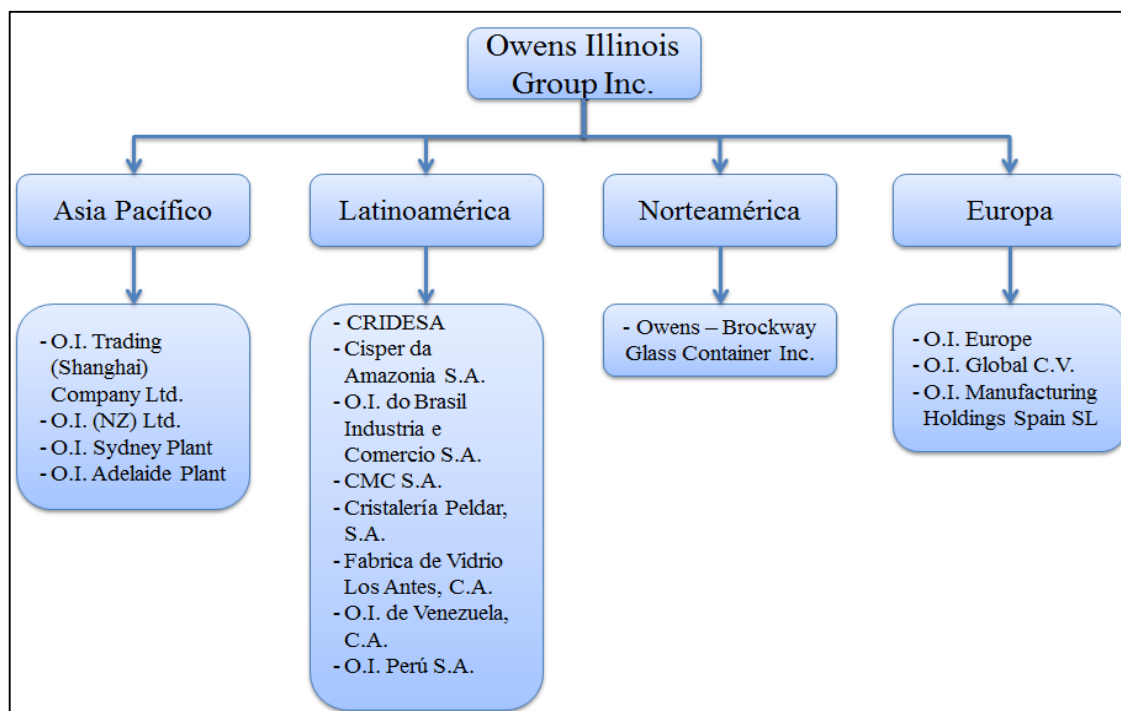 Owens Illinois
Group Inc.
Asia Pacífico
Latinoamérica
Norteamérica
Europa
- O.I. Trading
(Shanghai)
Company Ltd.
- O.I. (NZ) Ltd.
- O.I. Sydney Plant
- O.I. Adelaide Plant
- CRIDESA
- Cisper da
Amazonia S.A.
- O.I. do Brasil
Industria e
Comercio S.A.
- CMC S.A.
- Cristalería Peldar,
S.A.
- Fabrica de Vidrio
Los Antes, C.A.
- O.I. de Venezuela,
C.A.
- O.I. Perú S.A.
- Owens – Brockway
Glass Container Inc.
- O.I. Europe
- O.I. Global C.V.
- O.I. Manufacturing
Holdings Spain SL